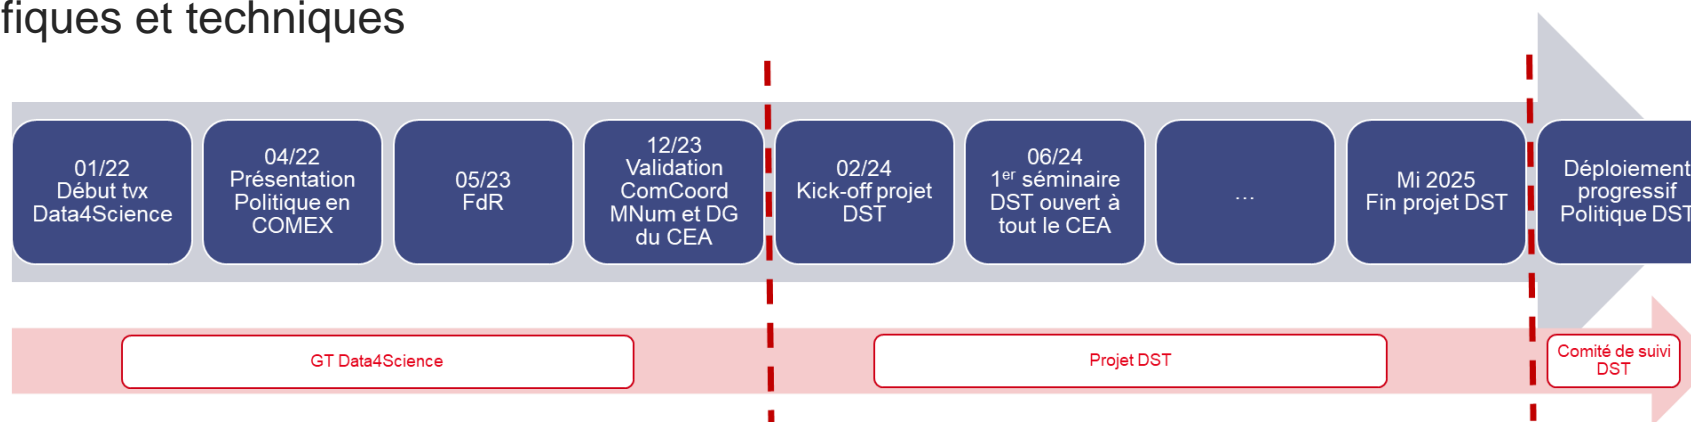 fiques et techniques
01/22
Début tvx
Data4Science
04/22
Présentation
Politique en
COMEX
05/23
FdR
12/23
Validation
ComCoord
MNum et DG
du CEA
02/24
Kick-off projet
DST
06/24
1er séminaire
DST ouvert à
tout le CEA
...
Mi 2025
Fin projet DST
Déploiement
progressif
Politique DST
GT Data4Science
Projet DST
Comité de suivi
DST